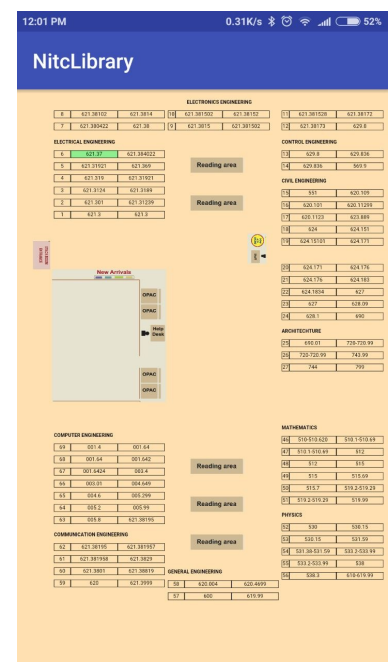 12:01 PM 0.31K/s 52%
NitcLibrary
ELECTRONICS ENGINEERING
8 621.38102 621.3814
10 621.381502 621.38152
11 621.381528 621.38172
7 621.380422 621.38
9 621.3815 621.381502
12 621.38173 629.8
ELECTRICAL ENGINEERING
6 621.37 621.384022
5 621.31921 621.369
4 621.319 621.31921
3 621.3124 621.3189
2 621.301 621.31239
1 621.3 621.3
Reading area
Reading area
CONTROL ENGINEERING
13 629.8 629.836
14 629.836 569.9
CIVIL ENGINEERING
15 551 620.109
16 620.101 620.11299
17 620.1123 623.889
18 624 624.151
19 624.15101 624.171
20 624.171 624.176
21 624.176 624.183
22 624.1834 627
23 627 628.09
24 628.1 690
New Arrivals
OPAC
OPAC
Help
Desk
OPAC
OPAC
ARCHITECHTURE
25 690.01 720-720.99
26 720-720.99 743.99
27 744 799
COMPUTER ENGINEERING
69 001.4 001.64
68 001.64 001.642
67 001.6424 003.4
66 003.01 004.649
65 004.6 005.299
64 005.2 005.99
63 005.8 621.38195
Reading area
Reading area
Reading area
MATHEMATICS
46 510-510.620 510.1-510.69
47 510.1-510.69 512
48 512 515
49 515 515.69
50 515.7 519.2-519.29
51 519.2-519.29 519.99
PHYSICS
52 530 530.15
53 530.15 531.59
54 531.38-531.59 533.2-533.99
55 533.2-533.99 538
56 538.3 610-619.99
COMMUNICATION ENGINEERING
62 621.38195 621.381957
61 621.381958 621.3829
60 621.3801 621.38819
59 620 621.3999
GENERAL ENGINEERING
58 620.004 620.4699
57 600 619.99